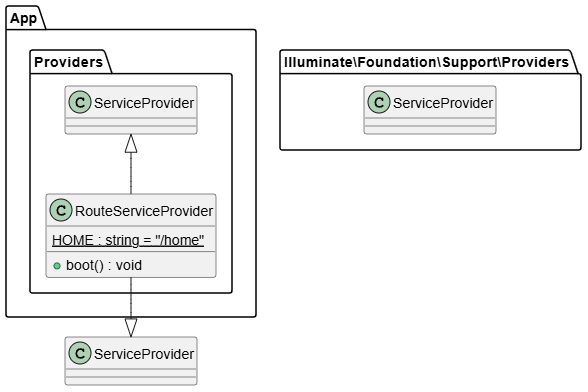 App
Providers
C ServiceProvider
C RouteServiceProvider
HOME : string = "/home"
boot() : void
C ServiceProvider
Illuminate\Foundation\Support\Providers
C ServiceProvider